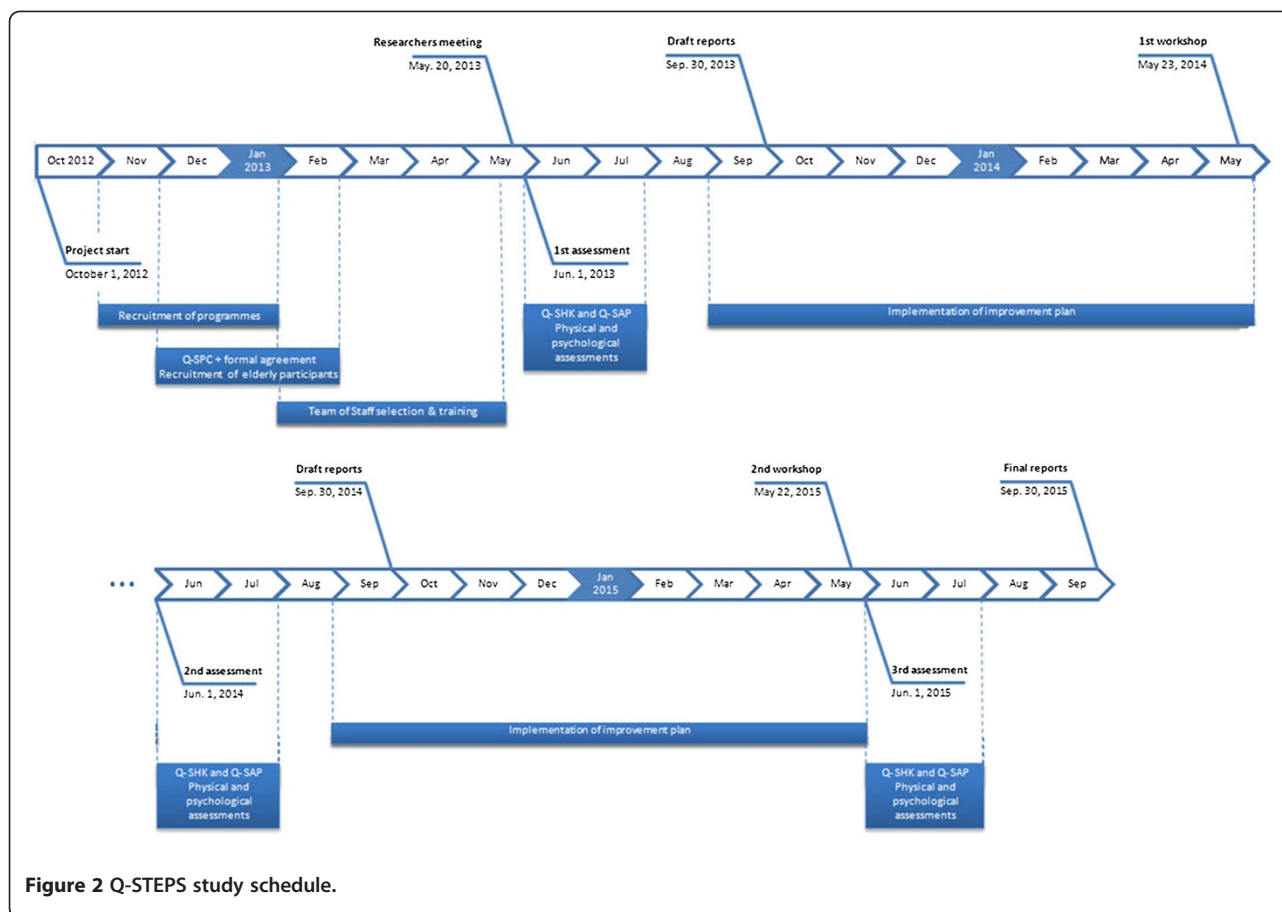 Researchers meeting
May. 20, 2013
Draft reports
Sep. 30, 2013
1st workshop
May 23, 2014
Oct 2012
Nov
Dec
Jan
2013
Feb
Mar
Apr
May
Jun
Jul
Aug
Sep
Oct
Nov
Dec
Jan
2014
Feb
Mar
Apr
May
Project start
October 1, 2012
1st assessment
Jun. 1, 2013
Recruitment of programmes
Q-SPC + formal agreement
Recruitment of elderly participants
Team of Staff selection & training
Q-SHK and Q-SAP
Physical and
psychological
assessments
Implementation of improvement plan
Draft reports
Sep. 30, 2014
2nd workshop
May 22, 2015
Final reports
Sep. 30, 2015
...
Jun
Jul
Aug
Sep
Oct
Nov
Dec
Jan
2015
Feb
Mar
Apr
May
Jun
Jul
Aug
Sep
2nd assessment
Jun. 1, 2014
3rd assessment
Jun. 1, 2015
Implementation of improvement plan
Q-SHK and Q-SAP
Physical and
psychological
assessments
Q-SHK and Q-SAP
Physical and
psychological
assessments
Figure 2 Q-STEPS study schedule.